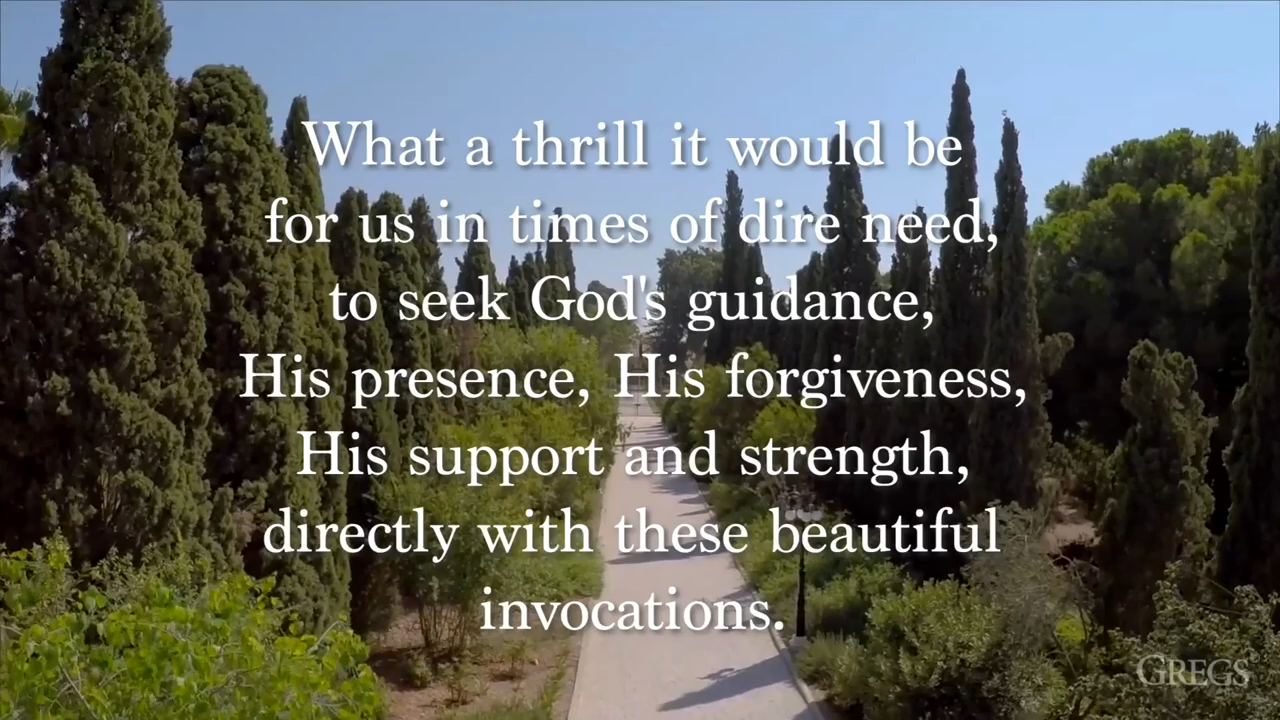 What a thrill it would be
for us in times of dire need,
to seek God's guidance,
His presence, His forgiveness,
His support and strength,
directly with these beautiful
invocations.
GREGS